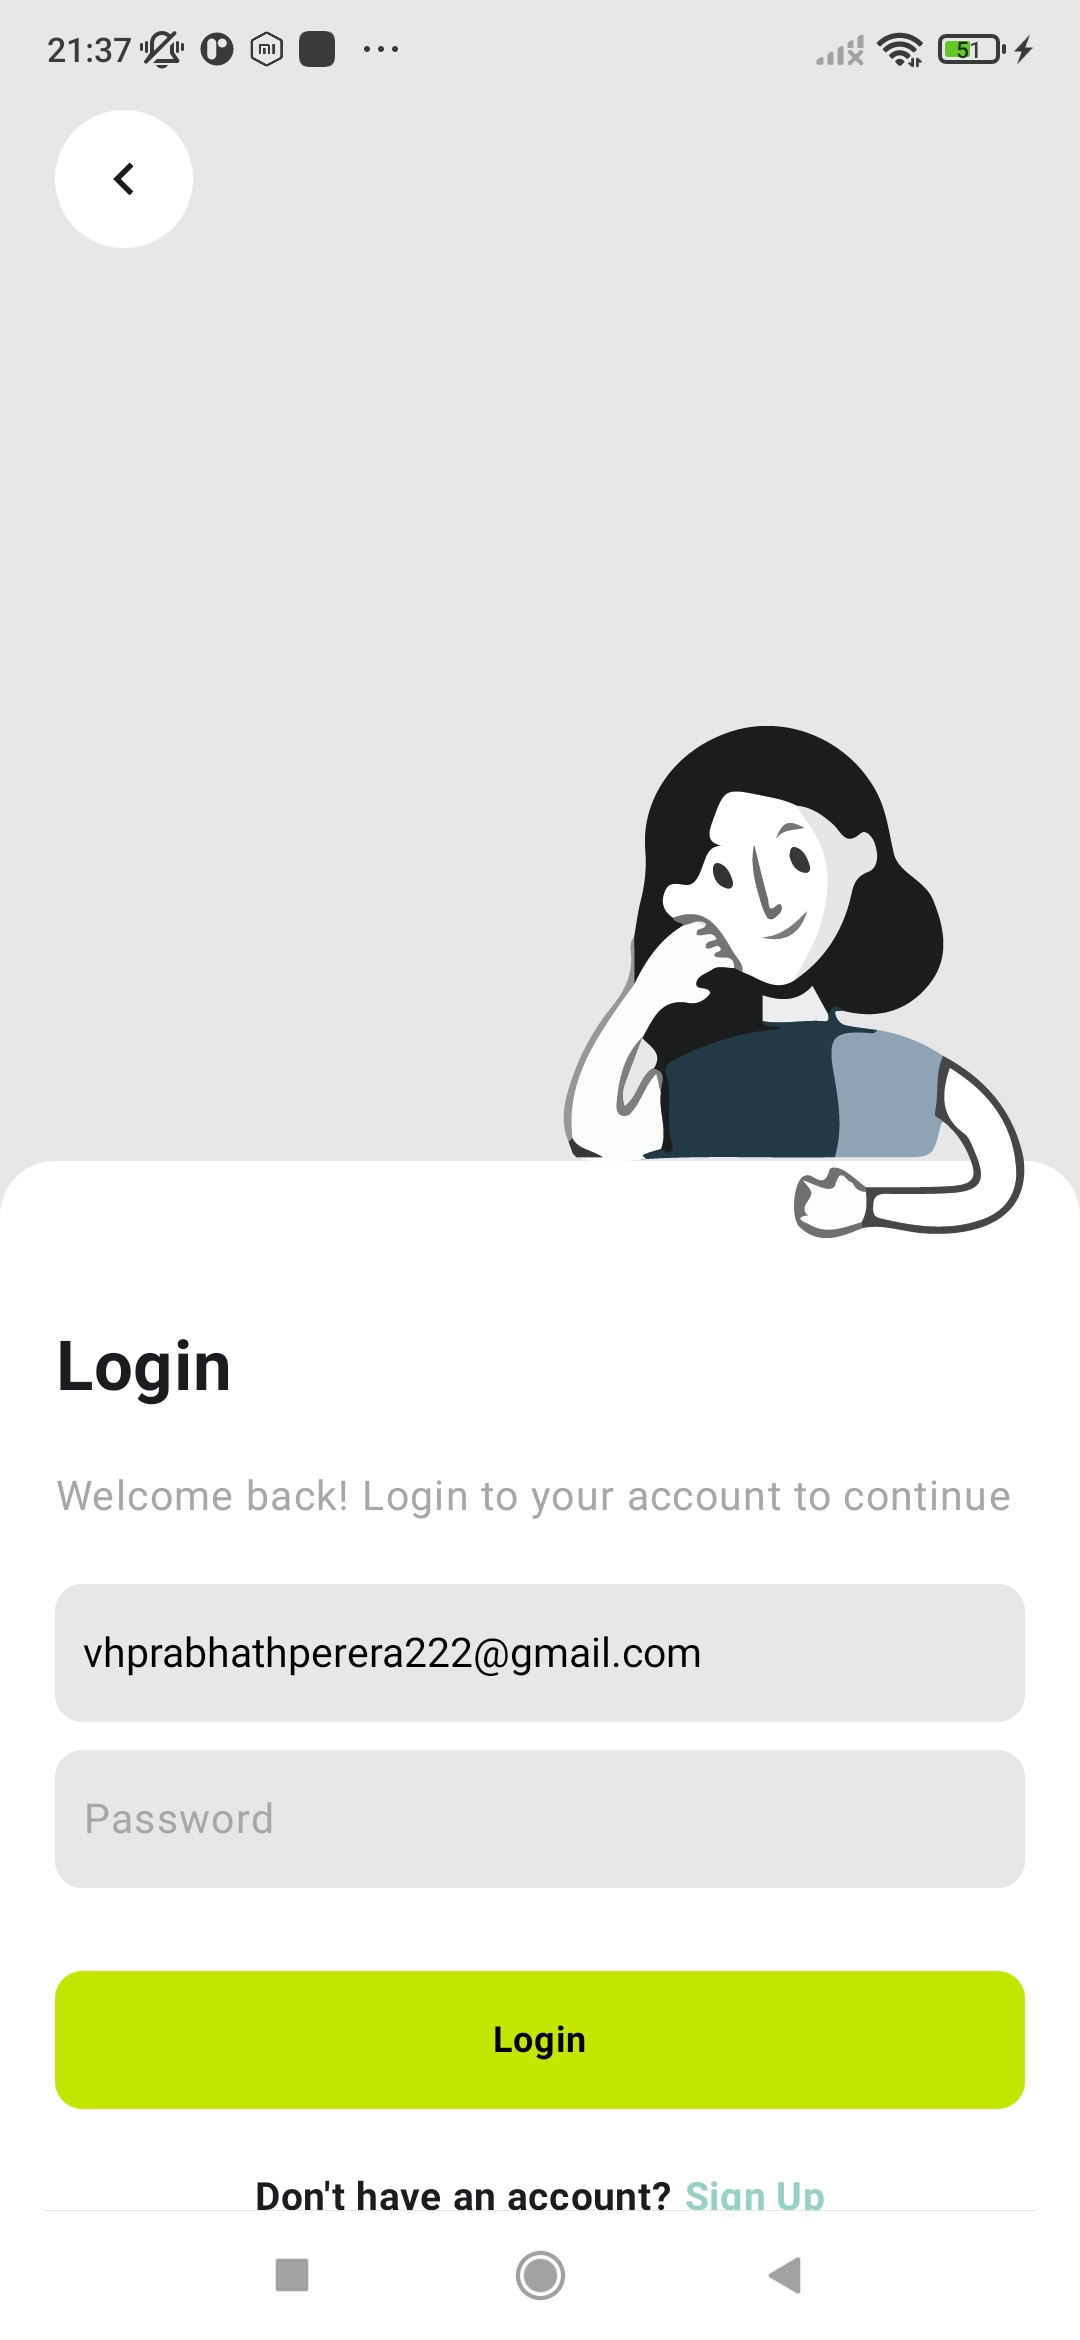 21:37
51
Login
Welcome back! Login to your account to continue
vhprabhathperera222@gmail.com
Password
Login
Don't have an account? Sign Up